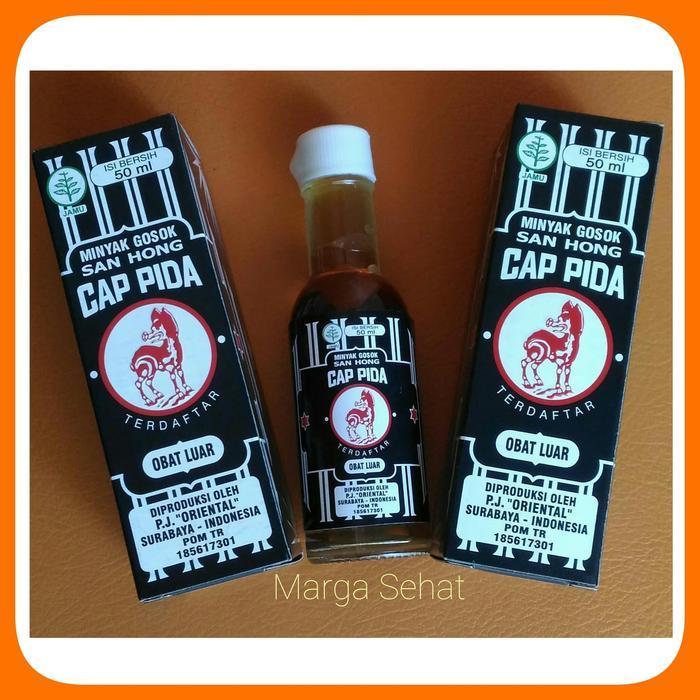 ISI BERSIH
50 ml
JAMU
MINYAK GOSOK
SAN HONG
CAP PIDA
TERDAFTAR
OBAT LUAR
DIPRODUKSI OLEH
P.J. "ORIENTAL"
SURABAYA - INDONESIA
POM TR
185617301
ISI BERSIH
50 ml
MINYAK GOSOK
SAN HONG
CAP PIDA
TERDAFTAR
OBAT LUAR
DIPRODUKSI OLEH
P.J. "ORIENTAL"
SURABAYA - INDONESIA
POM TR
185617301
ISI BERSIH
50 ml
JAMU
MINYAK GOSOK
SAN HONG
CAP PIDA
TERDAFTAR
OBAT LUAR
DIPRODUKSI OLEH
P.J. "ORIENTAL"
SURABAYA - INDONESIA
POM TR
185617301
Marga Sehat